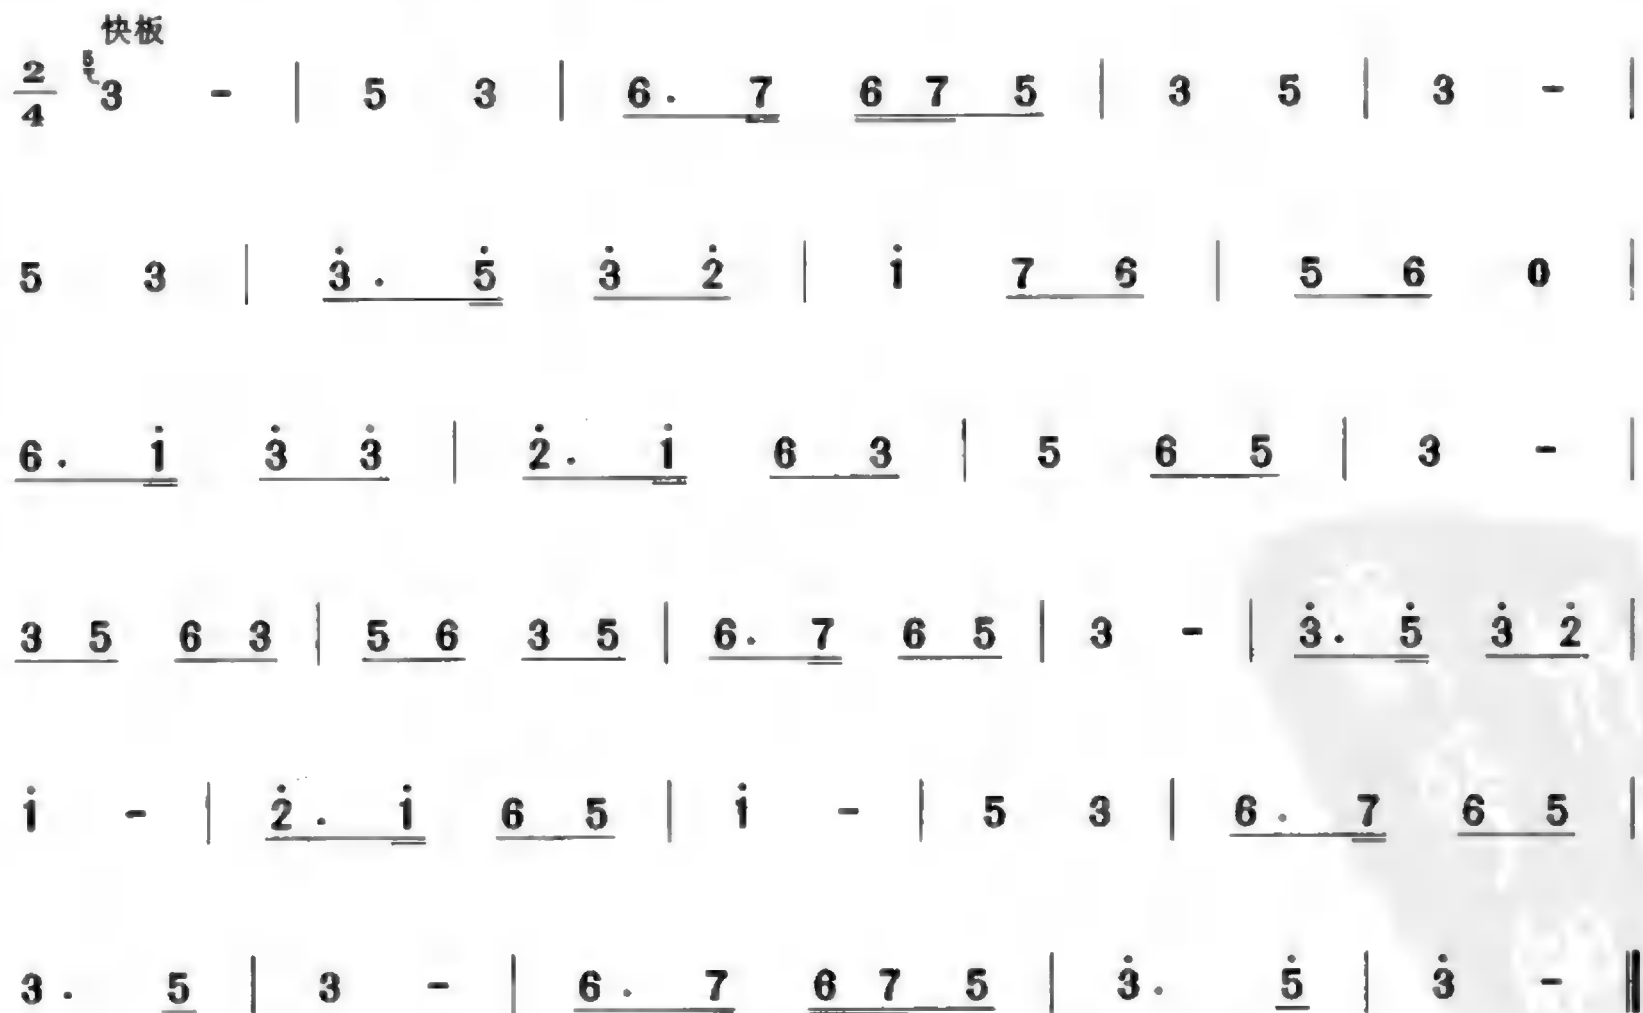 快板
2/4 5 3 - | 5 3 | 6. 7 6 7 5 | 3 5 | 3 - |
5 3 | 3̇. 5̇ 3̇ 2̇ | 1̇ 7 6 | 5 6 0 |
6. 1̇ 3̇ 3̇ | 2̇. 1̇ 6 3 | 5 6 5 | 3 - |
3 5 6 3 | 5 6 3 5 | 6. 7 6 5 | 3 - | 3̇. 5̇ 3̇ 2̇ |
1̇ - | 2̇. 1̇ 6 5 | 1̇ - | 5 3 | 6. 7 6 5 |
3. 5 | 3 - | 6. 7 6 7 5 | 3̇. 5̇ | 3̇ - ‖